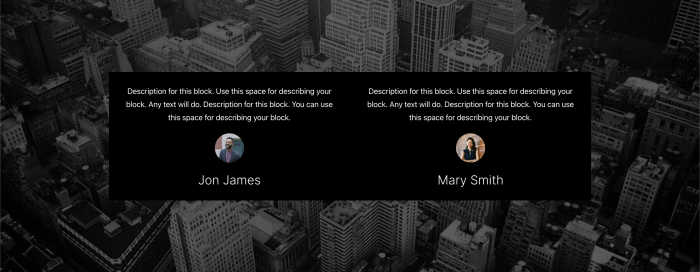 Description for this block. Use this space for describing your
block. Any text will do. Description for this block. You can use
this space for describing your block.
Jon James
Description for this block. Use this space for describing your
block. Any text will do. Description for this block. You can use
this space for describing your block.
Mary Smith